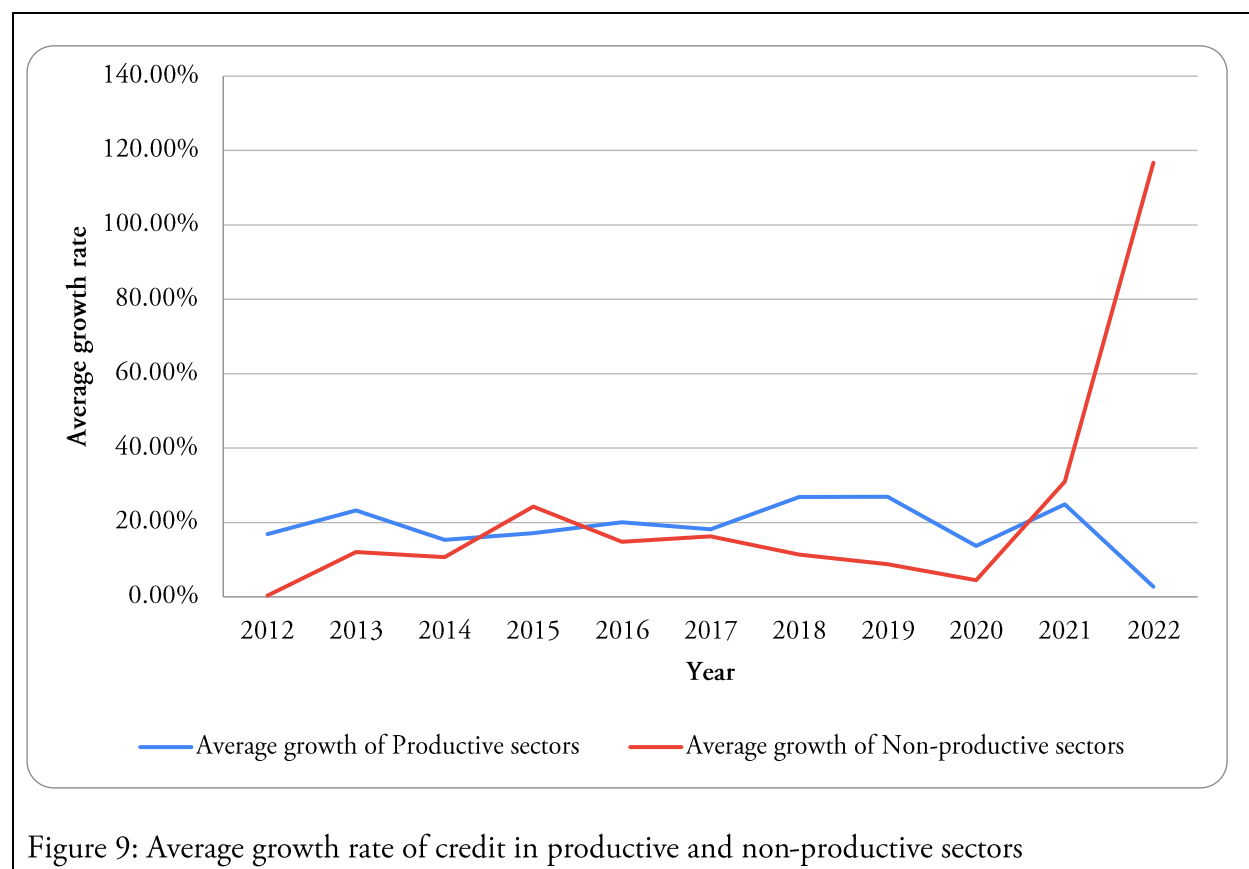 140.00%
120.00%
100.00%
80.00%
60.00%
40.00%
20.00%
0.00%
Average growth rate
2012 2013 2014 2015 2016 2017 2018 2019 2020 2021 2022
Year
Average growth of Productive sectors Average growth of Non-productive sectors
Figure 9: Average growth rate of credit in productive and non-productive sectors